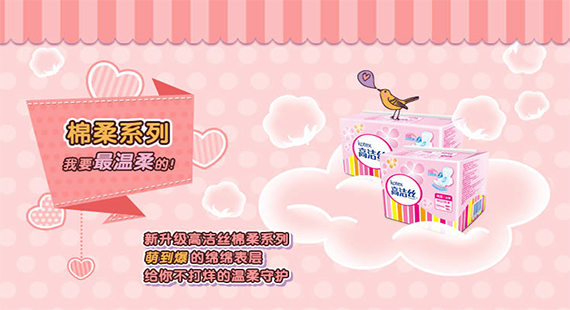 棉柔系列
我要最温柔的!
kotex
高洁丝
kotex
高洁丝
新升级高洁丝棉柔系列
萌到爆的绵绵表层
给你不打烊的温柔守护